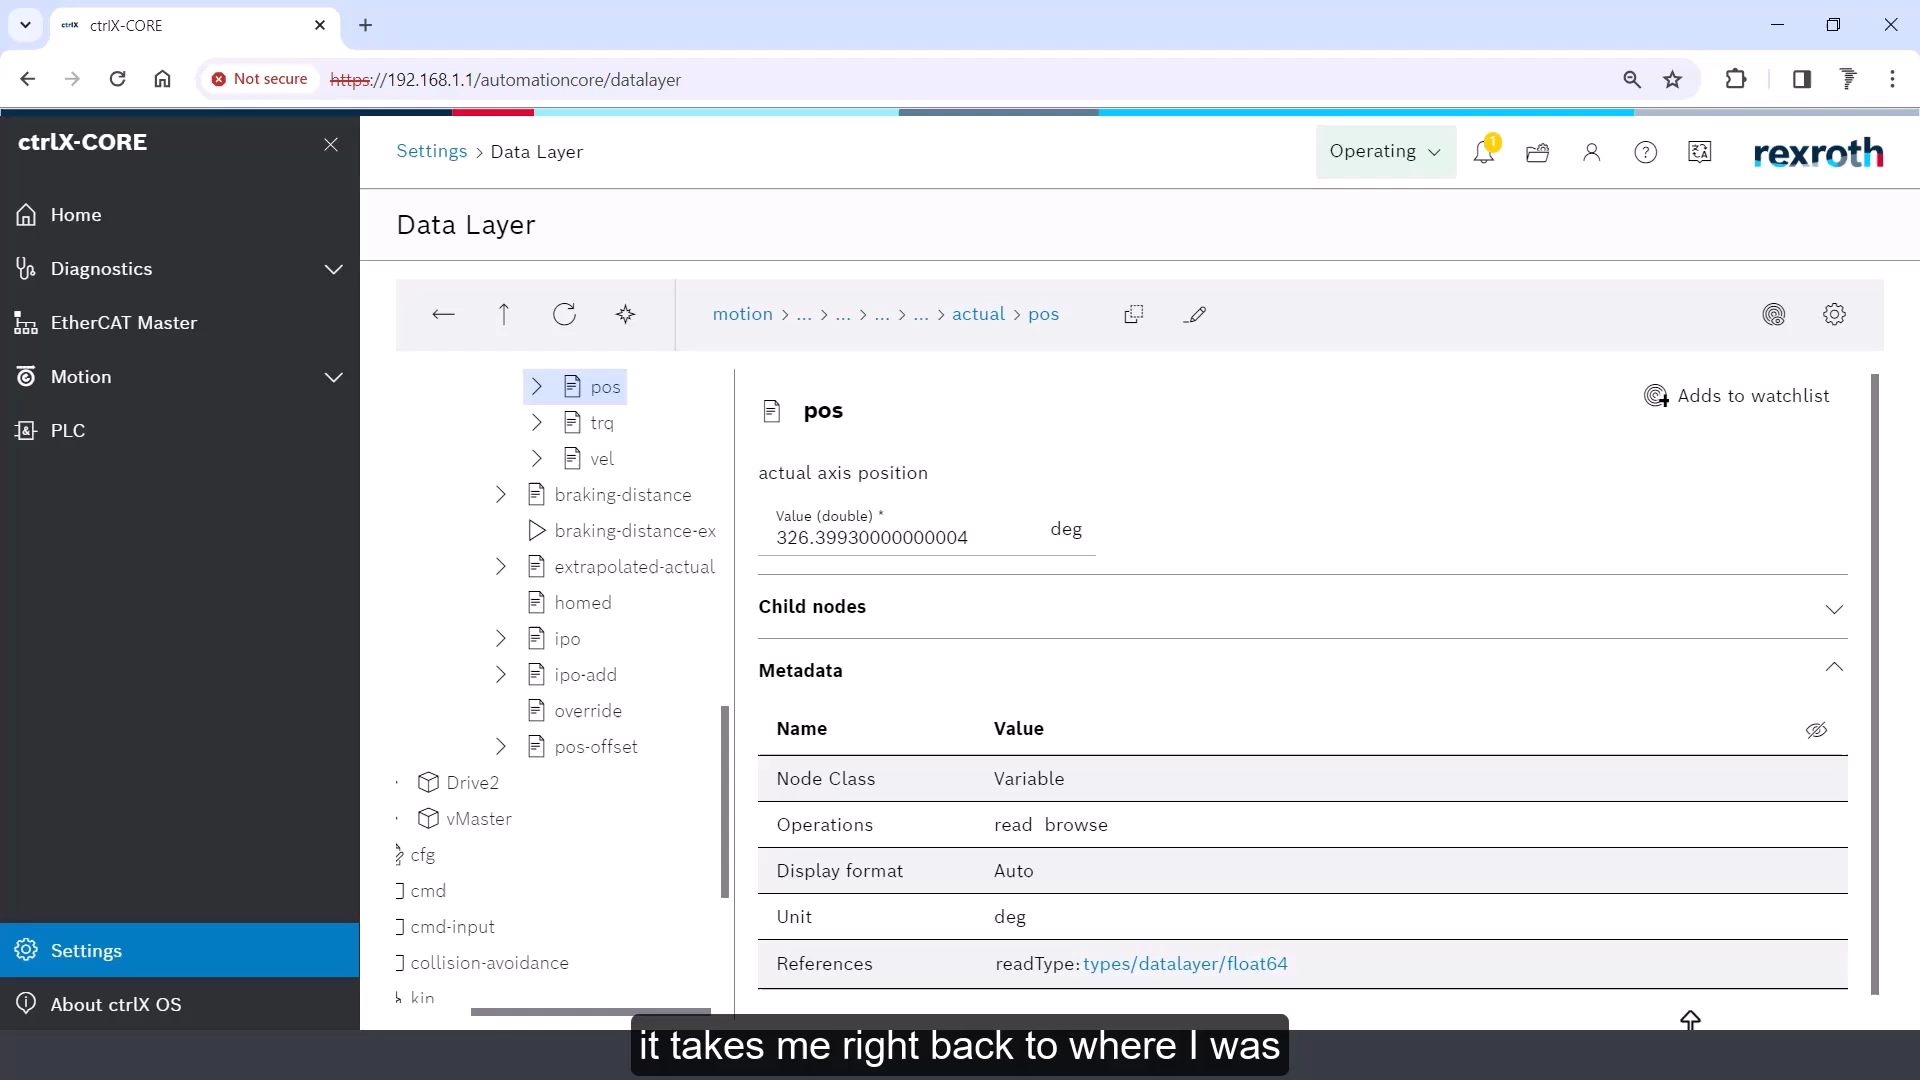 ctrlX ctrlX-CORE
Not secure https://192.168.1.1/automationcore/datalayer
ctrlX-CORE
Home
Diagnostics
EtherCAT Master
Motion
PLC
Settings
About ctrlX OS
Settings > Data Layer
Operating
1
rexroth
Data Layer
motion > ... > ... > ... > ... > actual > pos
pos
trq
vel
braking-distance
braking-distance-ex
extrapolated-actual
homed
ipo
ipo-add
override
pos-offset
Drive2
vMaster
cfg
cmd
cmd-input
collision-avoidance
kin
pos
Adds to watchlist
actual axis position
Value (double) *
326.39930000000004 deg
Child nodes
Metadata
Name Value
Node Class Variable
Operations read browse
Display format Auto
Unit deg
References readType: types/datalayer/float64
it takes me right back to where I was